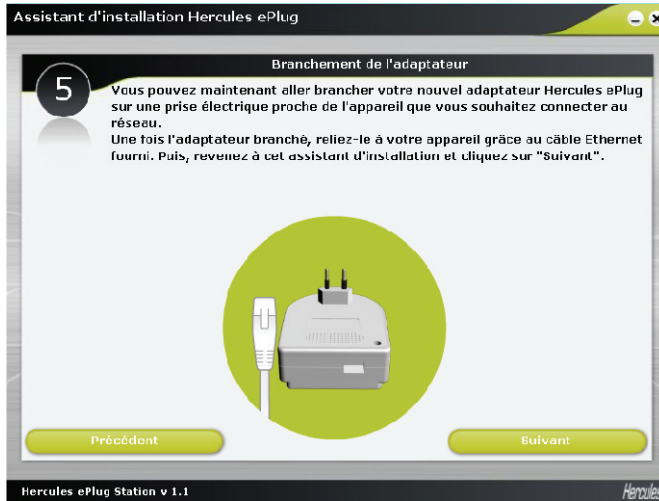 Assistant d'installation Hercules ePlug
Branchement de l'adaptateur
5
Vous pouvez maintenant aller brancher votre nouvel adaptateur Hercules ePlug
sur une prise électrique proche de l'appareil que vous souhaitez connecter au
réseau.
Une fois l'adaptateur branché, reliez-le à votre appareil grâce au câble Ethernet
fourni. Puis, revenez à cet assistant d'installation et cliquez sur "Suivant".
Précédent
Suivant
Hercules ePlug Station v 1.1
Hercules